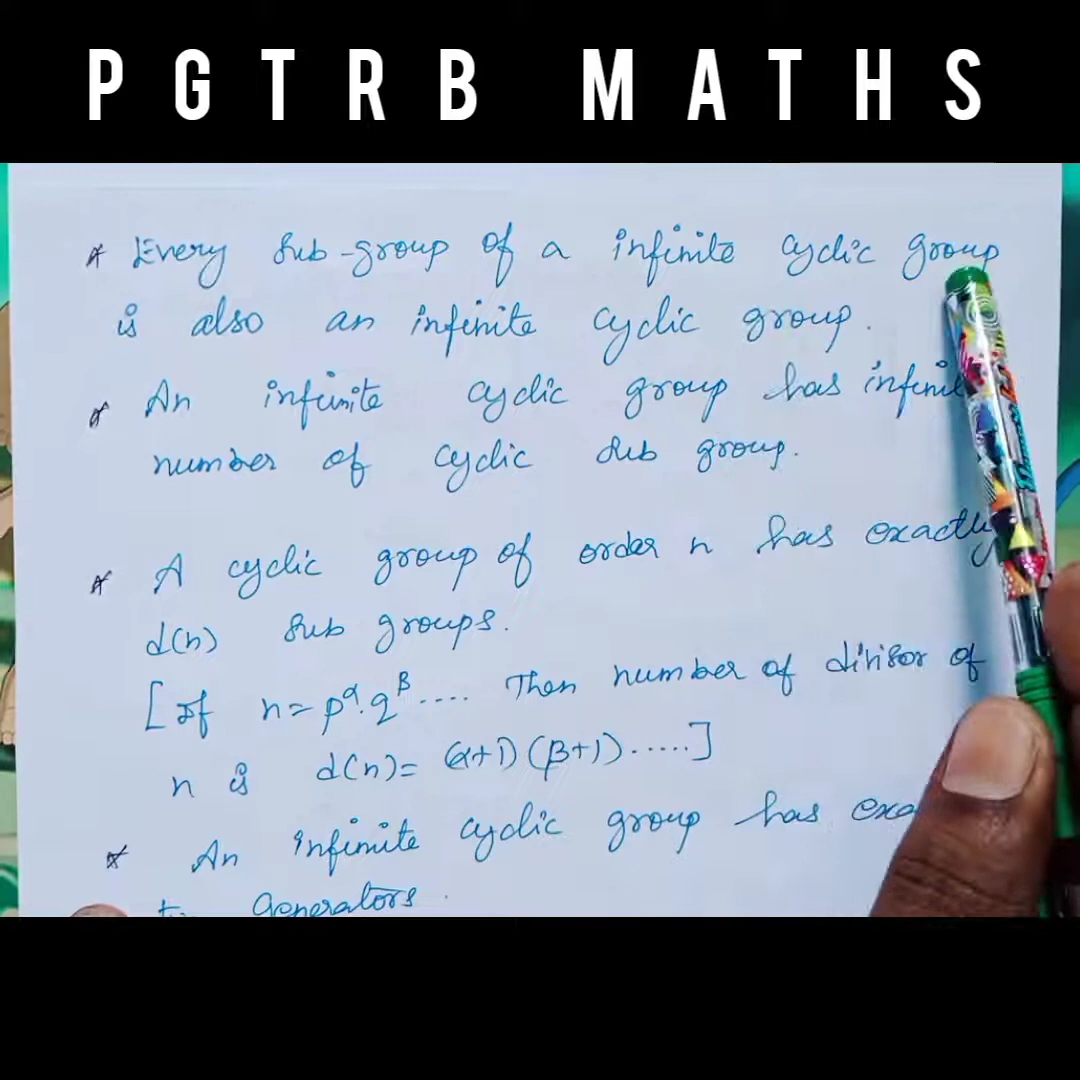 PGTRB MATHS
* Every sub-group of a infinite cyclic group
is also an infinite cyclic group.
* An infinite cyclic group has
number of cyclic sub group.
* A cyclic group of order n has exactly
d(n) sub groups.
[If n = p^α.q^β .... Then number of divisor of
n is d(n) = (α+1)(β+1).....]
* An infinite cyclic group has
generators.